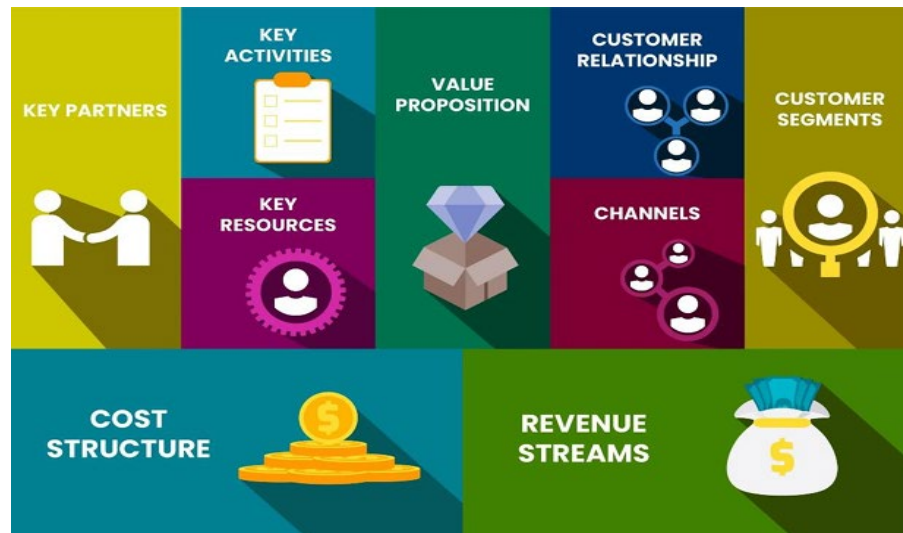 KEY PARTNERS
KEY
ACTIVITIES
KEY
RESOURCES
VALUE
PROPOSITION
CUSTOMER
RELATIONSHIP
CHANNELS
CUSTOMER
SEGMENTS
COST
STRUCTURE
$
REVENUE
STREAMS
$